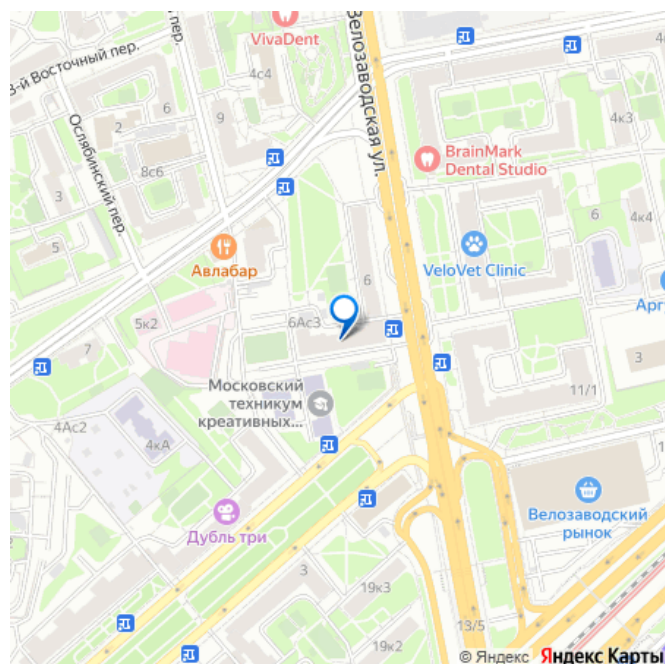 VivaDent
3-й Восточный пер.
пер.
4с4
Велозаводская ул.
4к3
6
9
2
Ослябинский пер.
8с6
пер.
BrainMark
Dental Studio
3
5
6
4к4
Авлабар
VeloVet Clinic
6
Арг
5к2
6Ас3
7
3
Московский
техникум
креативных...
11/1
4Ас2
4кА
Велозаводский
рынок
Дубль три
3
19к3
13/5
19к2
© Яндекс Яндекс Карты